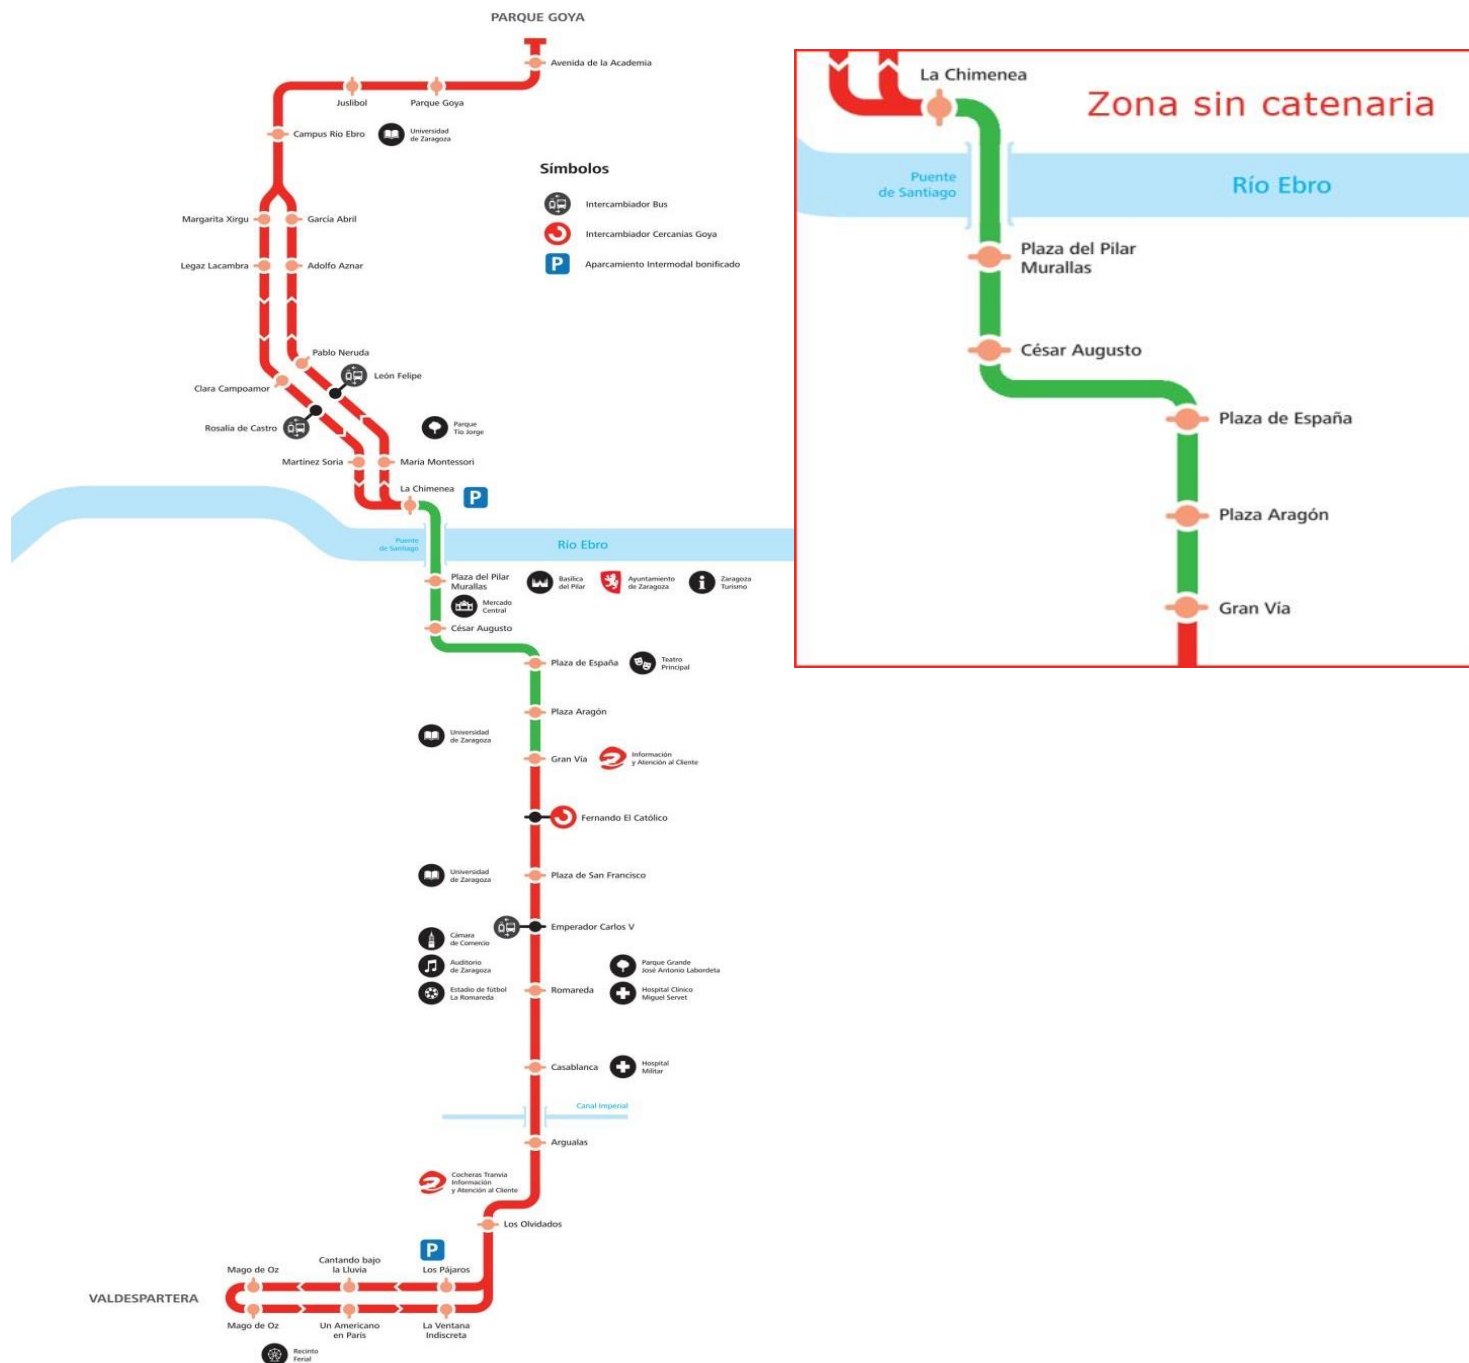 PARQUE GOYA
Avenida de la Academia
Juslibol
Parque Goya
Campus Río Ebro
Universidad
de Zaragoza
Símbolos
Intercambiador Bus
Intercambiador Cercanías Goya
P
Aparcamiento Intermodal bonificado
Margarita Xirgu
García Abril
Legaz Lacambra
Adolfo Aznar
Pablo Neruda
León Felipe
Clara Campoamor
Rosalía de Castro
Parque
Tío Jorge
Martínez Soria
María Montessori
La Chimenea
P
Puente
de Santiago
Río Ebro
Plaza del Pilar
Murallas
Basílica
del Pilar
Ayuntamiento
de Zaragoza
i
Zaragoza
Turismo
Mercado
Central
César Augusto
Plaza de España
Teatro
Principal
Plaza Aragón
Universidad
de Zaragoza
Gran Vía
Información
y Atención al Cliente
Fernando El Católico
Universidad
de Zaragoza
Plaza de San Francisco
Emperador Carlos V
Cámara
de Comercio
Auditorio
de Zaragoza
Estadio de fútbol
La Romareda
Romareda
Parque Grande
José Antonio Labordeta
Hospital Clínico
Miguel Servet
Casablanca
Hospital
Militar
Canal Imperial
Argualas
Cocheras Tranvía
Información
y Atención al Cliente
Los Olvidados
P
Mago de Oz
Cantando bajo
la Lluvia
Los Pájaros
VALDESPARTERA
Mago de Oz
Un Americano
en París
La Ventana
Indiscreta
Recinto
Ferial
La Chimenea
Zona sin catenaria
Puente
de Santiago
Río Ebro
Plaza del Pilar
Murallas
César Augusto
Plaza de España
Plaza Aragón
Gran Vía